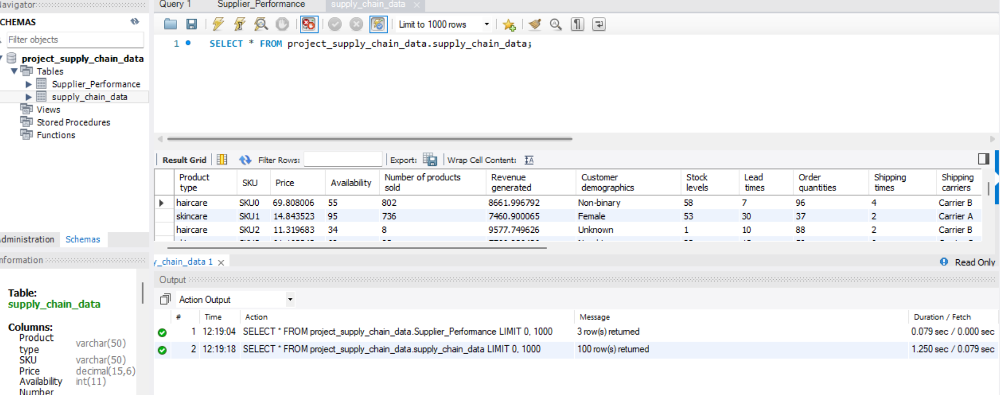 Navigator
Query 1 Supplier_Performance supply_chain_data
SCHEMAS
Limit to 1000 rows
Filter objects
1 SELECT * FROM project_supply_chain_data.supply_chain_data;
project_supply_chain_data
Tables
Supplier_Performance
supply_chain_data
Views
Stored Procedures
Functions
Result Grid Filter Rows: Export: Wrap Cell Content:
Product type SKU Price Availability Number of products sold Revenue generated Customer demographics Stock levels Lead times Order quantities Shipping times Shipping carriers
haircare SKU0 69.808006 55 802 8661.996792 Non-binary 58 7 96 4 Carrier B
skincare SKU1 14.843523 95 736 7460.900065 Female 53 30 37 2 Carrier A
haircare SKU2 11.319683 34 8 9577.749626 Unknown 1 10 88 2 Carrier B
Administration Schemas
Information
y_chain_data 1 Read Only
Output
Action Output
# Time Action Message Duration / Fetch
1 12:19:04 SELECT * FROM project_supply_chain_data.Supplier_Performance LIMIT 0, 1000 3 row(s) returned 0.079 sec / 0.000 sec
2 12:19:18 SELECT * FROM project_supply_chain_data.supply_chain_data LIMIT 0, 1000 100 row(s) returned 1.250 sec / 0.079 sec
Table:
supply_chain_data
Columns:
Product type varchar(50)
SKU varchar(50)
Price decimal(15,6)
Availability int(11)
Number